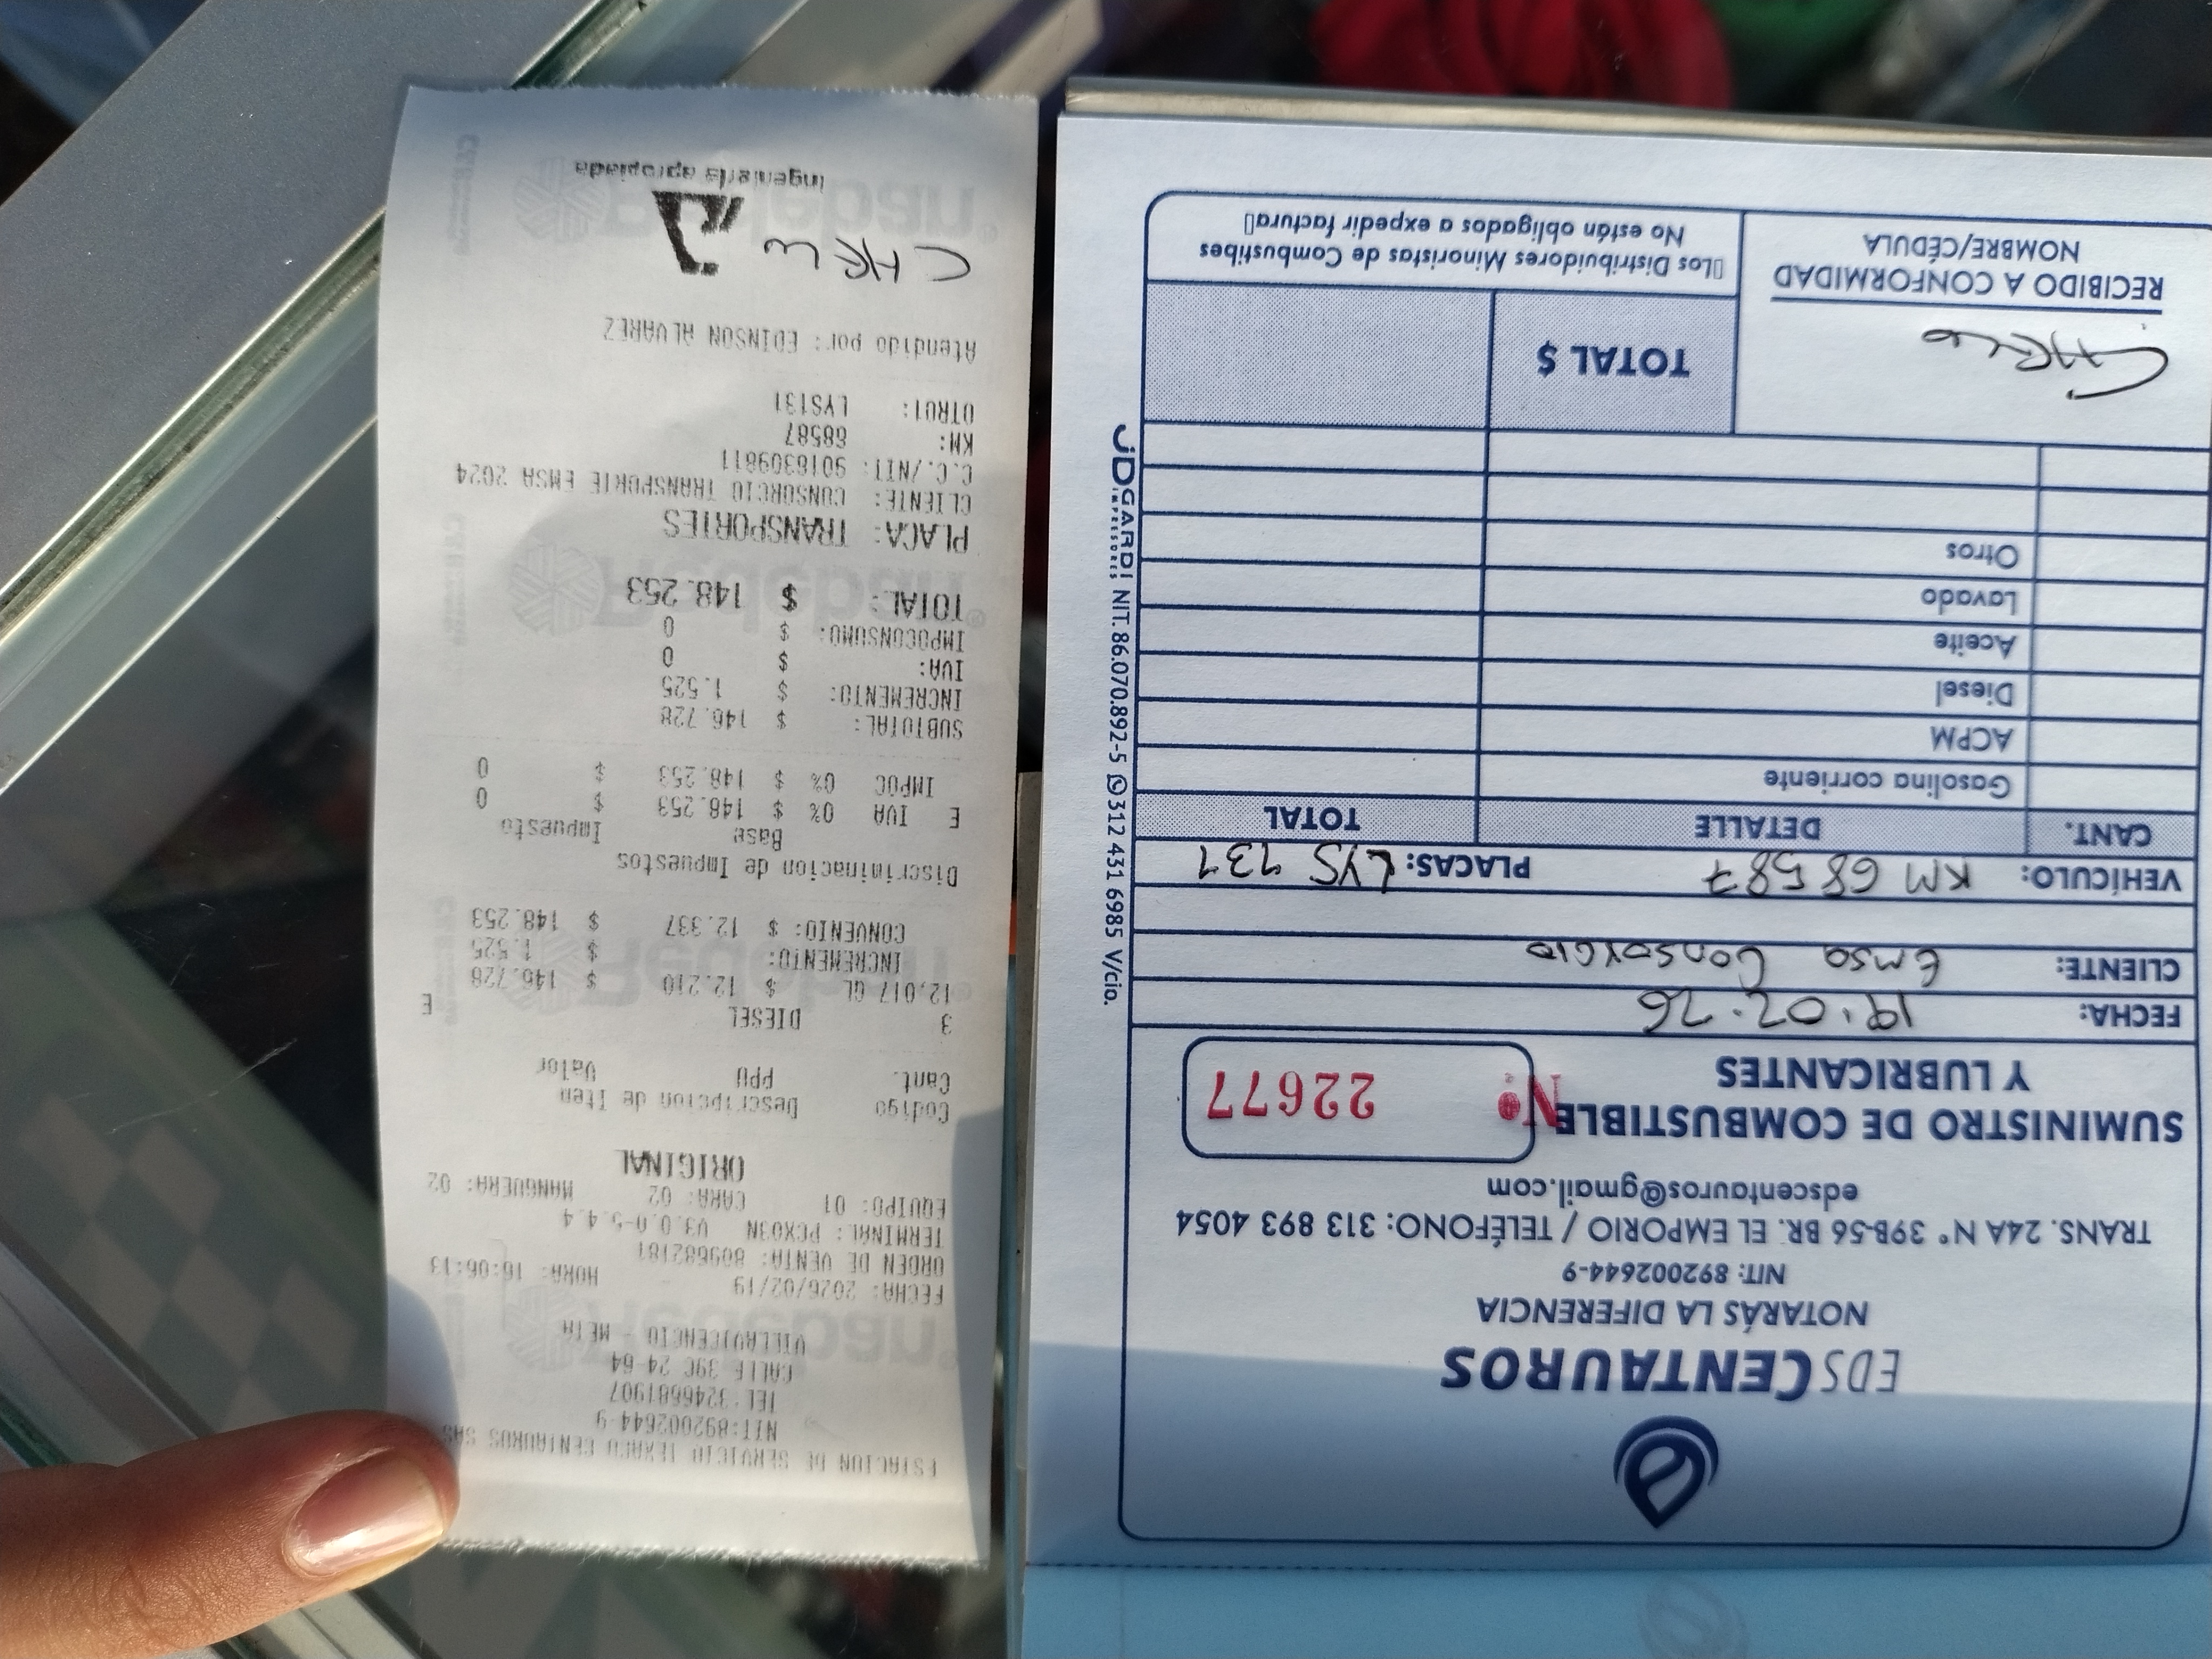 ESTACION DE SERVICIO TEXACO CENTAUROS SAS
NIT:892002644-9
TEL:3246681907
CALLE 39C 24-64
VILLAVICENCIO - META
FECHA: 2026/02/19 HORA: 16:06:13
ORDEN DE VENTA: 809682181
TERMINAL: PCX03N V3.0.0-5.4.4
EQUIPO: 01 CARA: 02 MANGUERA: 02
ORIGINAL
Codigo Descripcion de Item
Cant. PPU Valor
3 DIESEL E
12,017 GL $ 12.210 $ 146.728
INCREMENTO: $ 1.525
CONVENIO: $ 12.337 $ 148.253
Discriminacion de Impuestos
Base Impuesto
E IVA 0% $ 148.253 $ 0
IMPOC 0% $ 148.253 $ 0
SUBTOTAL: $ 146.728
INCREMENTO: $ 1.525
IVA: $ 0
IMPOCONSUMO: $ 0
TOTAL: $ 148.253
PLACA: TRANSPORTES
CLIENTE: CONSORCIO TRANSPORTE EMSA 2024
C.C./NIT: 9018309811
KM: 68587
OTRO1: LYS131
Atendido por: EDINSON ALVAREZ
CHELO
Ingeniería apropiada
EDS CENTAUROS
NOTARÁS LA DIFERENCIA
NIT: 892002644-9
TRANS. 24A N° 39B-56 BR. EL EMPORIO / TELÉFONO: 313 893 4054
edscentauros@gmail.com
SUMINISTRO DE COMBUSTIBLE
Y LUBRICANTES
Nº 22677
FECHA: 19.02.26
CLIENTE: Emsa Consorcio
VEHÍCULO: KM 68587 PLACAS: LYS 131
CANT. DETALLE TOTAL
Gasolina corriente
ACPM
Diesel
Aceite
Lavado
Otros
CHELO
RECIBIDO A CONFORMIDAD
NOMBRE/CÉDULA
TOTAL $
Los Distribuidores Minoristas de Combustibes
No están obligados a expedir factura
JD GARDI IMPRESORES NIT. 86.070.892-5 312 431 6985 V/cio.